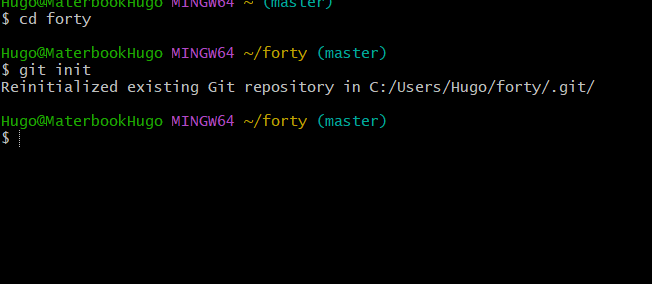 Hugo@MaterbookHugo MINGW64 ~ (master)
$ cd forty
Hugo@MaterbookHugo MINGW64 ~/forty (master)
$ git init
Reinitialized existing Git repository in C:/Users/Hugo/forty/.git/
Hugo@MaterbookHugo MINGW64 ~/forty (master)
$